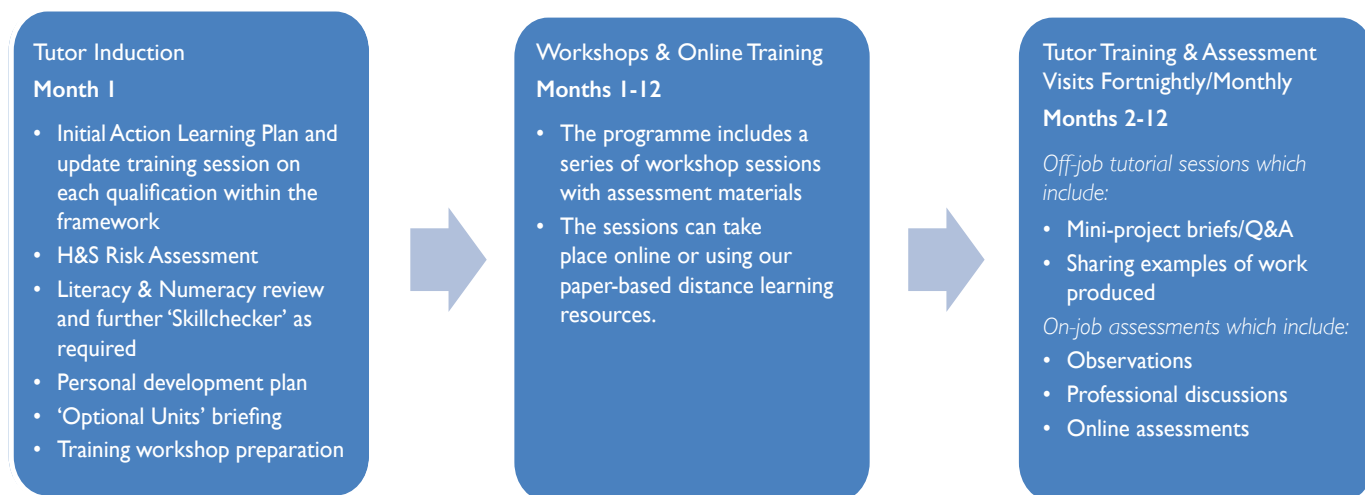 Tutor Induction
Month 1
• Initial Action Learning Plan and
update training session on
each qualification within the
framework
• H&S Risk Assessment
• Literacy & Numeracy review
and further ‘Skillchecker’ as
required
• Personal development plan
• ‘Optional Units’ briefing
• Training workshop preparation
Workshops & Online Training
Months 1-12
• The programme includes a
series of workshop sessions
with assessment materials
• The sessions can take
place online or using our
paper-based distance learning
resources.
Tutor Training & Assessment
Visits Fortnightly/Monthly
Months 2-12
Off-job tutorial sessions which
include:
• Mini-project briefs/Q&A
• Sharing examples of work
produced
On-job assessments which include:
• Observations
• Professional discussions
• Online assessments